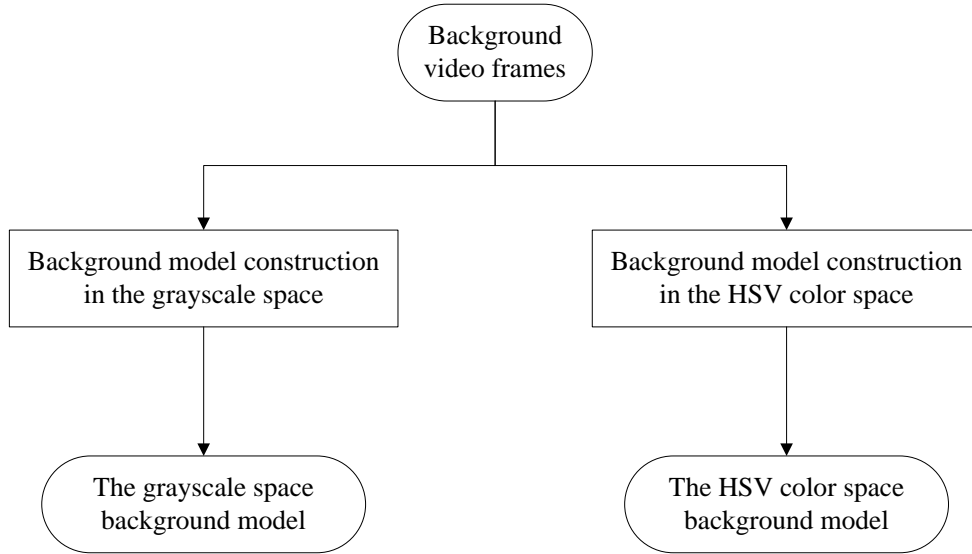 Background
video frames
Background model construction
in the grayscale space
Background model construction
in the HSV color space
The grayscale space
background model
The HSV color space
background model